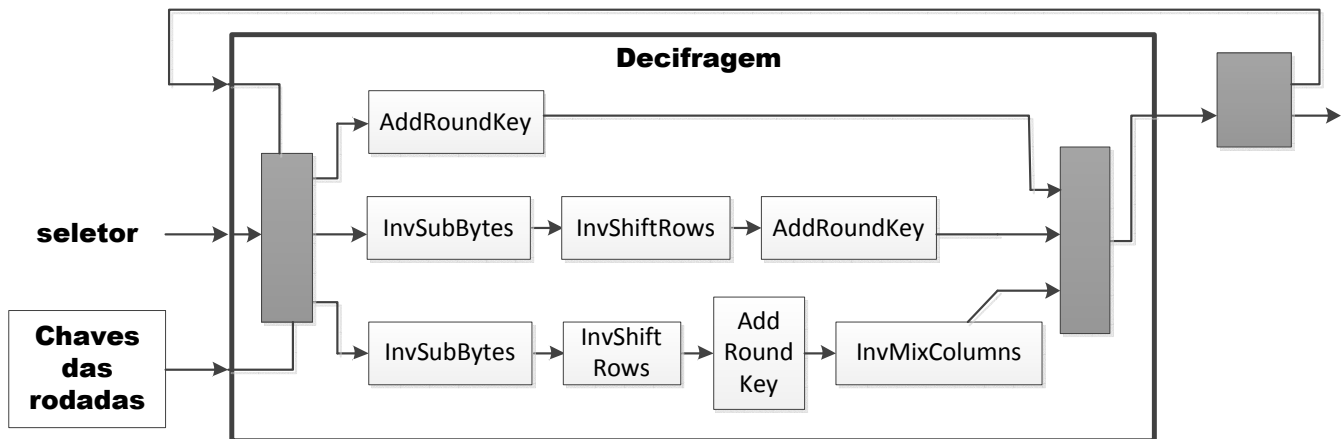 Decifragem
AddRoundKey
seletor
InvSubBytes
InvShiftRows
AddRoundKey
Chaves
das
rodadas
InvSubBytes
InvShift
Rows
Add
Round
Key
InvMixColumns